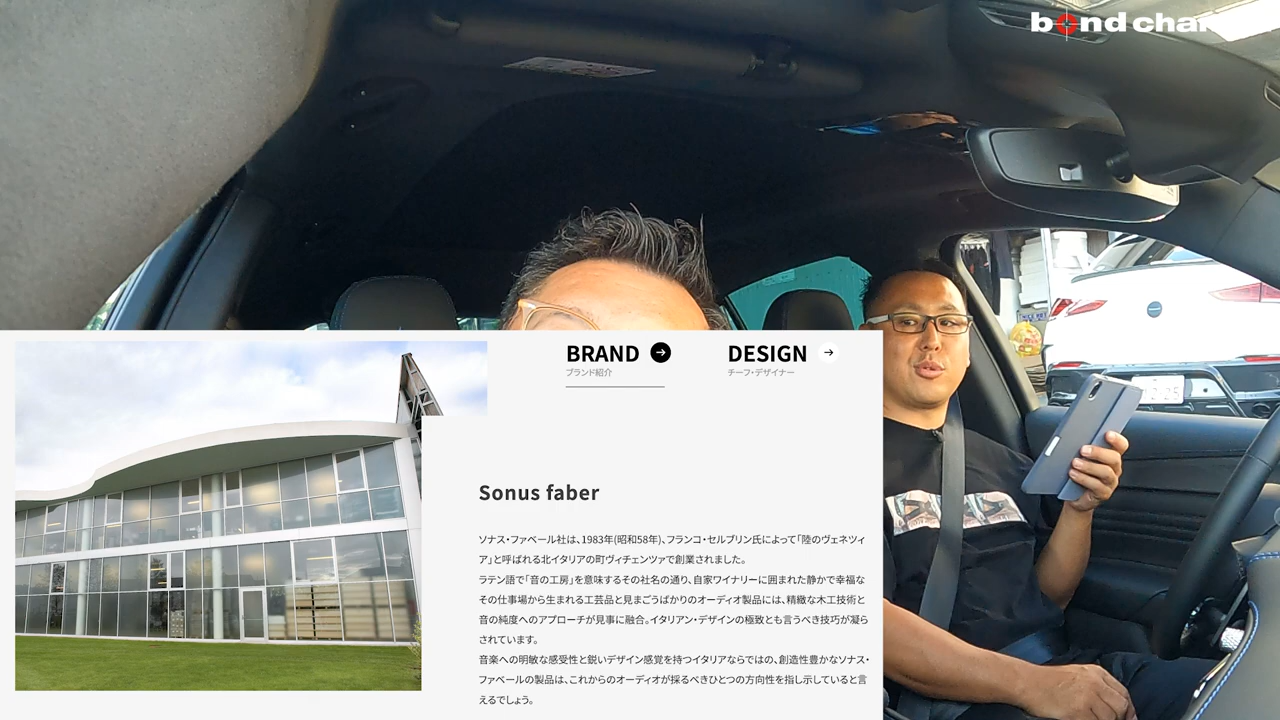 bond char
BRAND
ブランド紹介
DESIGN
チーフ・デザイナー
Sonus faber
ソナス・ファベール社は、1983年(昭和58年)、フランコ・セルブリン氏によって「陸のヴェネツィ
ア」と呼ばれる北イタリアの町ヴィチェンツァで創業されました。
ラテン語で「音の工房」を意味するその社名の通り、自家ワイナリーに囲まれた静かで幸福な
その仕事場から生まれる工芸品と見まごうばかりのオーディオ製品には、精緻な木工技術と
音の純度へのアプローチが見事に融合。イタリアン・デザインの極致とも言うべき技巧が凝ら
されています。
音楽への明敏な感受性と鋭いデザイン感覚を持つイタリアならではの、創造性豊かなソナス・
ファベールの製品は、これからのオーディオが採るべきひとつの方向性を指し示していると言
えるでしょう。